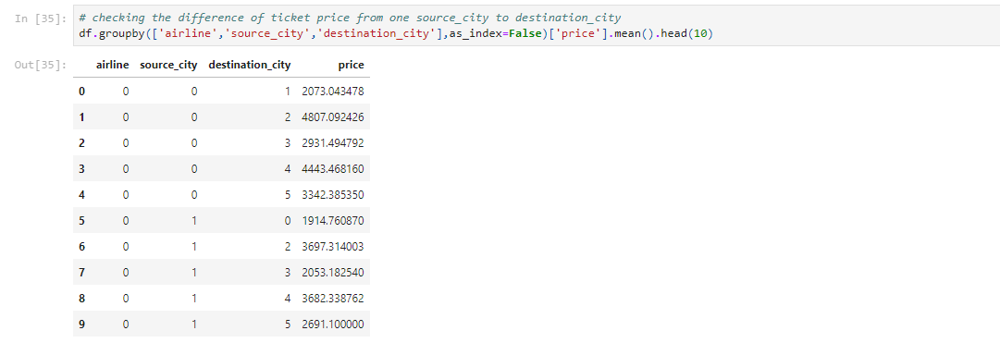 In [35]: # checking the difference of ticket price from one source_city to destination_city
df.groupby(['airline','source_city','destination_city'],as_index=False)['price'].mean().head(10)
Out[35]: airline source_city destination_city price
0 0 0 1 2073.043478
1 0 0 2 4807.092426
2 0 0 3 2931.494792
3 0 0 4 4443.468160
4 0 0 5 3342.385350
5 0 1 0 1914.760870
6 0 1 2 3697.314003
7 0 1 3 2053.182540
8 0 1 4 3682.338762
9 0 1 5 2691.100000